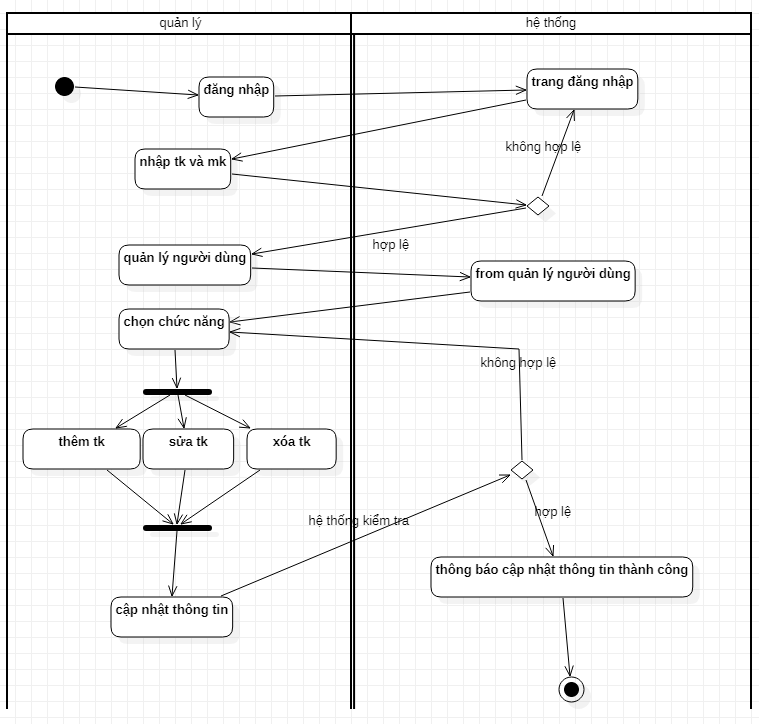 quản lý
hệ thống
đăng nhập
trang đăng nhập
không hợp lệ
nhập tk và mk
hợp lệ
quản lý người dùng
from quản lý người dùng
chọn chức năng
không hợp lệ
thêm tk
sửa tk
xóa tk
hệ thống kiểm tra
hợp lệ
thông báo cập nhật thông tin thành công
cập nhật thông tin